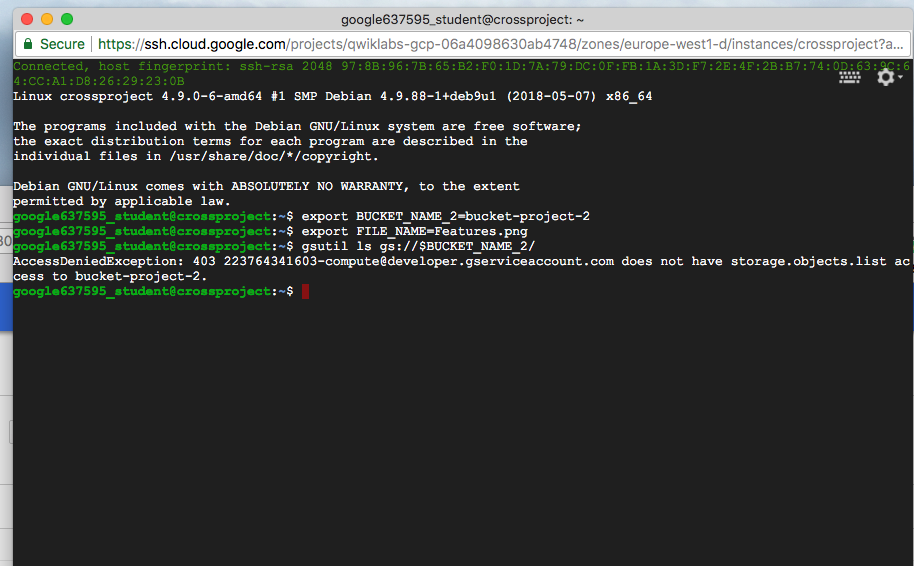 google637595_student@crossproject: ~
Secure | https://ssh.cloud.google.com/projects/qwiklabs-gcp-06a4098630ab4748/zones/europe-west1-d/instances/crossproject?a...
Connected, host fingerprint: ssh-rsa 2048 97:8B:96:7B:65:B2:F0:1D:7A:79:DC:0F:FB:1A:3D:F7:2E:4F:2B:B7:74:0D:63:9C:6
4:CC:A1:D8:26:29:23:0B
Linux crossproject 4.9.0-6-amd64 #1 SMP Debian 4.9.88-1+deb9u1 (2018-05-07) x86_64
The programs included with the Debian GNU/Linux system are free software;
the exact distribution terms for each program are described in the
individual files in /usr/share/doc/*/copyright.
Debian GNU/Linux comes with ABSOLUTELY NO WARRANTY, to the extent
permitted by applicable law.
google637595_student@crossproject:~$ export BUCKET_NAME_2=bucket-project-2
google637595_student@crossproject:~$ export FILE_NAME=Features.png
google637595_student@crossproject:~$ gsutil ls gs://$BUCKET_NAME_2/
AccessDeniedException: 403 223764341603-compute@developer.gserviceaccount.com does not have storage.objects.list ac
cess to bucket-project-2.
google637595_student@crossproject:~$